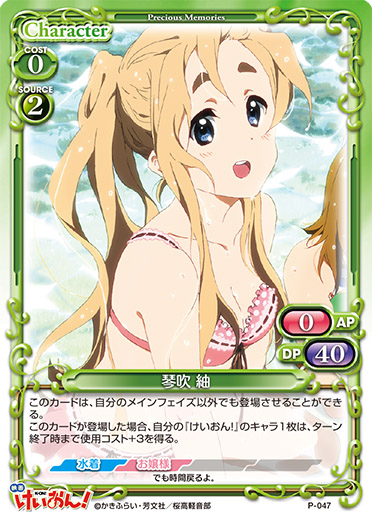 Precious Memories
Character
COST
0
SOURCE
2
0 AP
DP 40
琴吹 紬
このカードは、自分のメインフェイズ以外でも登場させることができ
る。
このカードが登場した場合、自分の「けいおん!」のキャラ1枚は、ターン
終了時まで使用コスト+3を得る。
水着 お嬢様
でも時間戻るよ。
映画
K-ON!
けいおん!
©かきふらい・芳文社/桜高軽音部
P-047